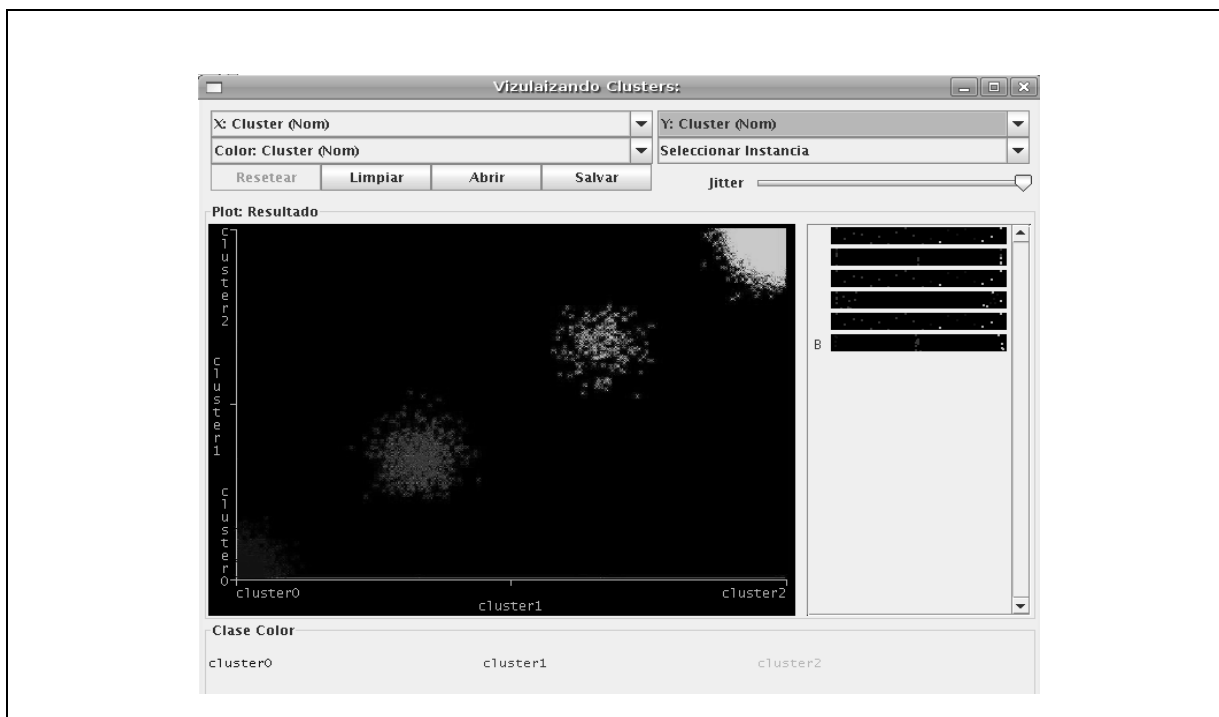 Vizulaizando Clusters:
X: Cluster (Nom)
Y: Cluster (Nom)
Color: Cluster (Nom)
Seleccionar Instancia
Resetear
Limpiar
Abrir
Salvar
Jitter
Plot: Resultado
cluster2
cluster1
cluster0
cluster0
cluster1
cluster2
B
Clase Color
cluster0
cluster1
cluster2